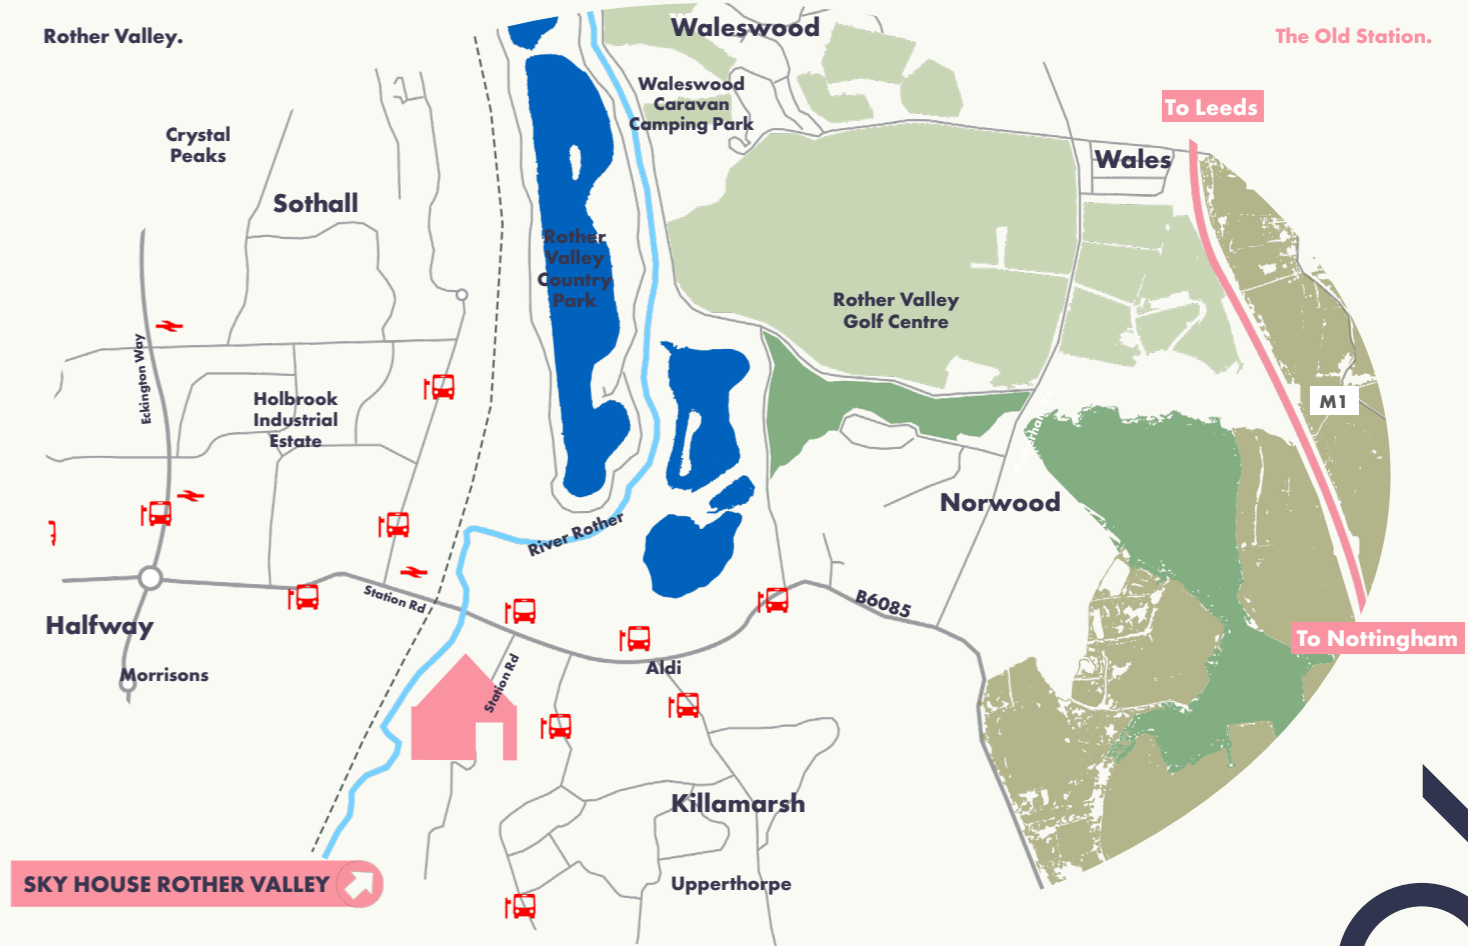 Rother Valley.
The Old Station.
Waleswood
Waleswood
Caravan
Camping Park
To Leeds
Crystal
Peaks
Wales
Sothall
Rother
Valley
Country
Park
Rother Valley
Golf Centre
Eckington Way
Holbrook
Industrial
Estate
M1
Norwood
River Rother
Station Rd
B6085
Halfway
To Nottingham
Morrisons
Station Rd
Aldi
Killamarsh
SKY HOUSE ROTHER VALLEY
Upperthorpe